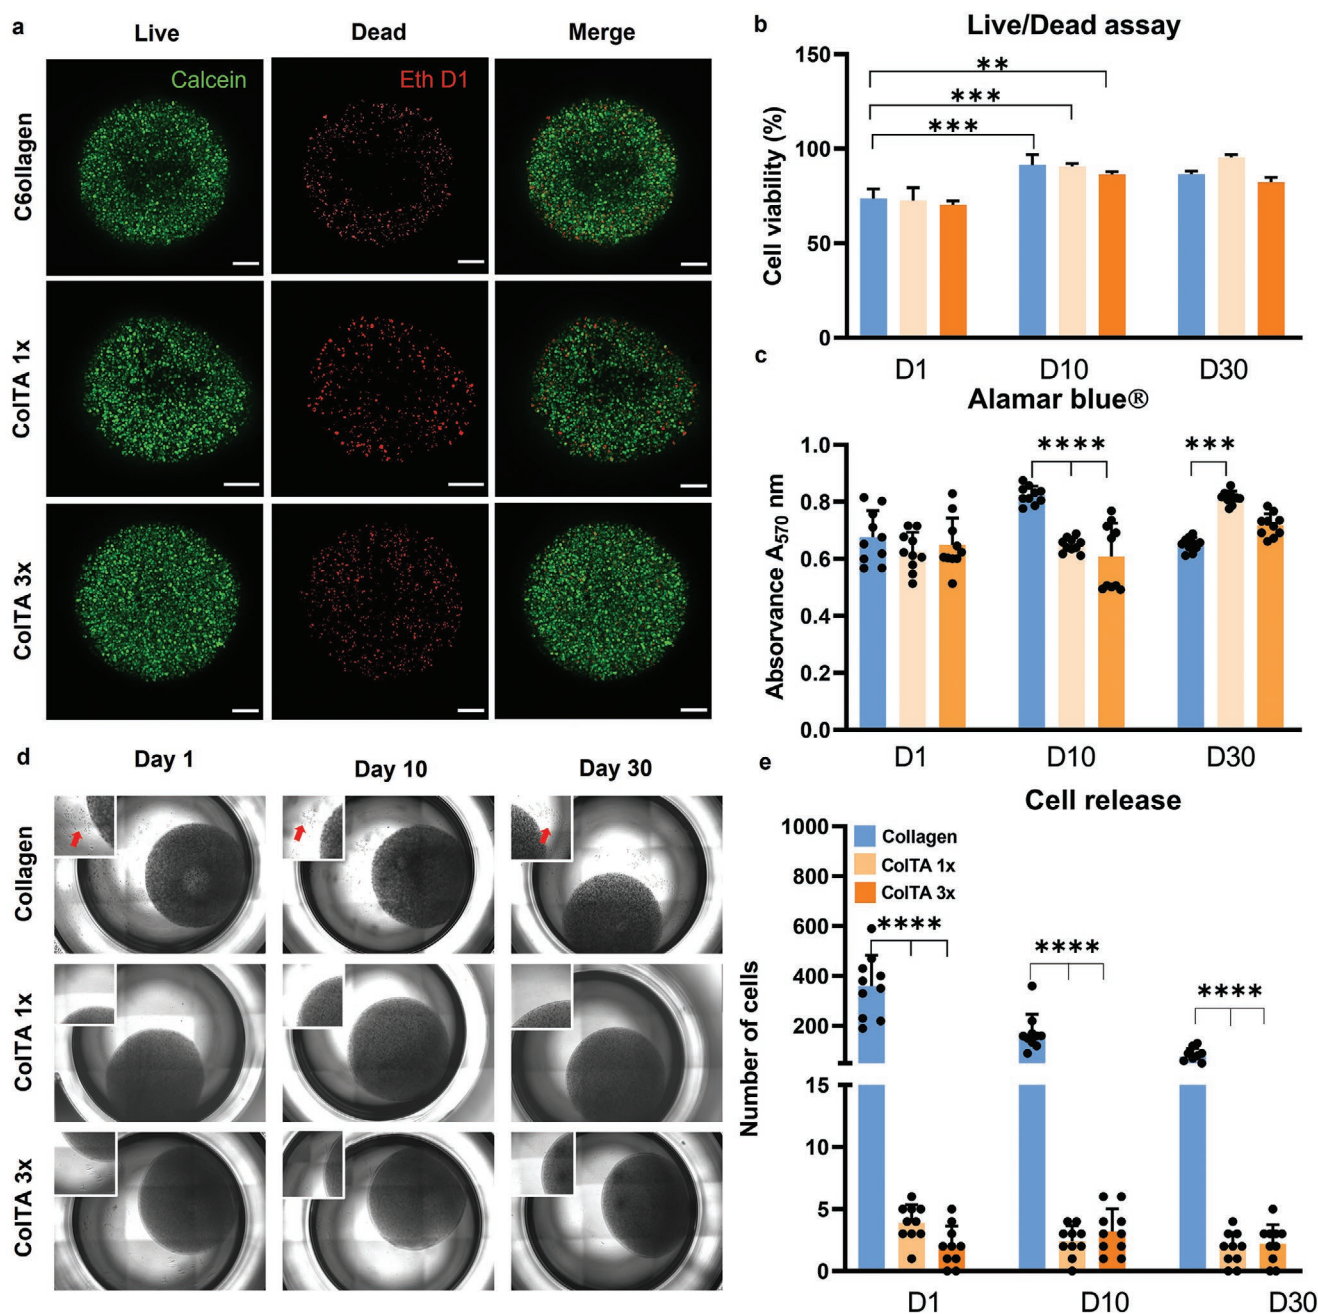 a
Live
Dead
Merge
C6ollagen
Calcein
Eth D1
ColTA 1x
ColTA 3x
b
Live/Dead assay
Cell viability (%)
150
100
50
0
**
***
***
D1
D10
D30
c
Alamar blue®
Absorvance A570 nm
1.0
0.8
0.6
0.4
0.2
0.0
****
***
D1
D10
D30
d
Day 1
Day 10
Day 30
Collagen
ColTA 1x
ColTA 3x
e
Cell release
Number of cells
1000
800
600
400
200
15
10
5
0
Collagen
ColTA 1x
ColTA 3x
****
****
****
D1
D10
D30